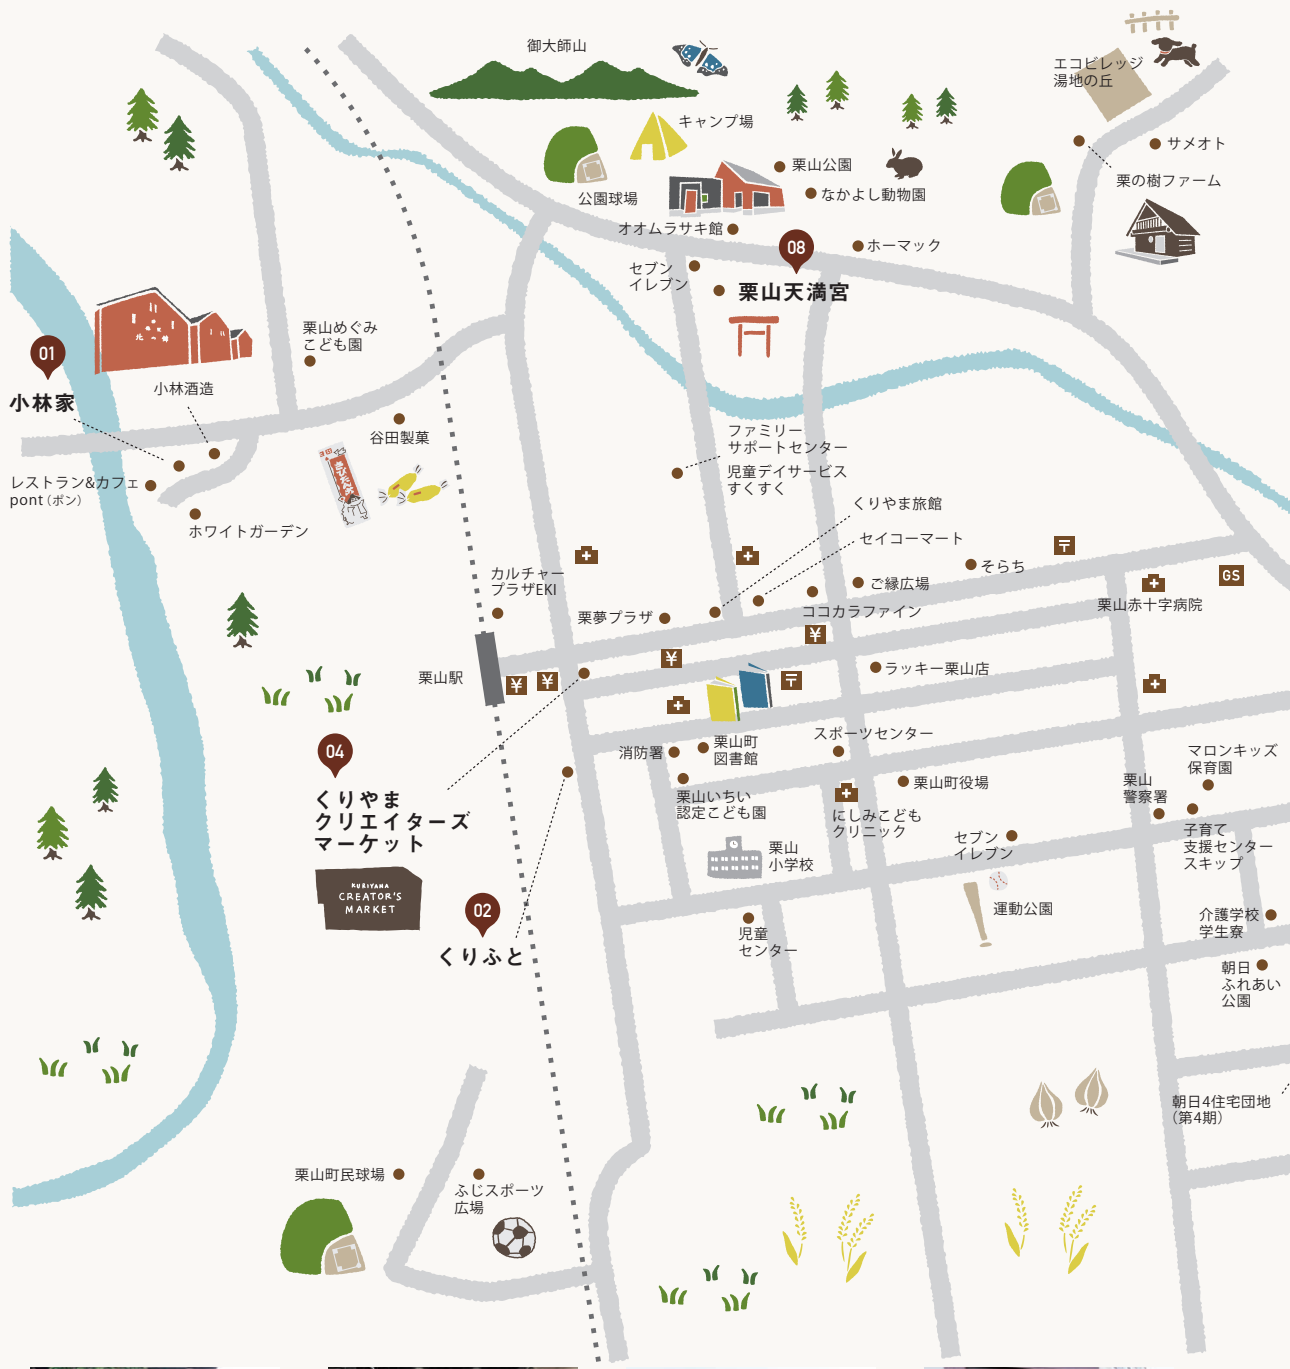 御大師山
エコビレッジ
湯地の丘
キャンプ場
サメオト
栗山公園
栗の樹ファーム
なかよし動物園
公園球場
オオムラサキ館
08
ホーマック
セブン
イレブン
栗山天満宮
栗山めぐみ
こども園
01
小林酒造
小林家
谷田製菓
ファミリー
サポートセンター
児童デイサービス
すくすく
きびだんご
レストラン&カフェ
pont(ポン)
ホワイトガーデン
くりやま旅館
セイコーマート
〒
そらち
GS
カルチャー
プラザEKI
ご縁広場
栗山赤十字病院
栗夢プラザ
ココカラファイン
¥
¥
栗山駅
¥
¥
〒
ラッキー栗山店
04
消防署
栗山町
図書館
スポーツセンター
マロンキッズ
保育園
くりやま
クリエイターズ
マーケット
栗山いちい
認定こども園
栗山町役場
栗山
警察署
にしみこども
クリニック
セブン
イレブン
子育て
支援センター
スキップ
栗山
小学校
KURIYAMA
CREATOR'S
MARKET
02
くりふと
運動公園
児童
センター
介護学校
学生寮
朝日
ふれあい
公園
朝日4住宅団地
(第4期)
栗山町民球場
ふじスポーツ
広場